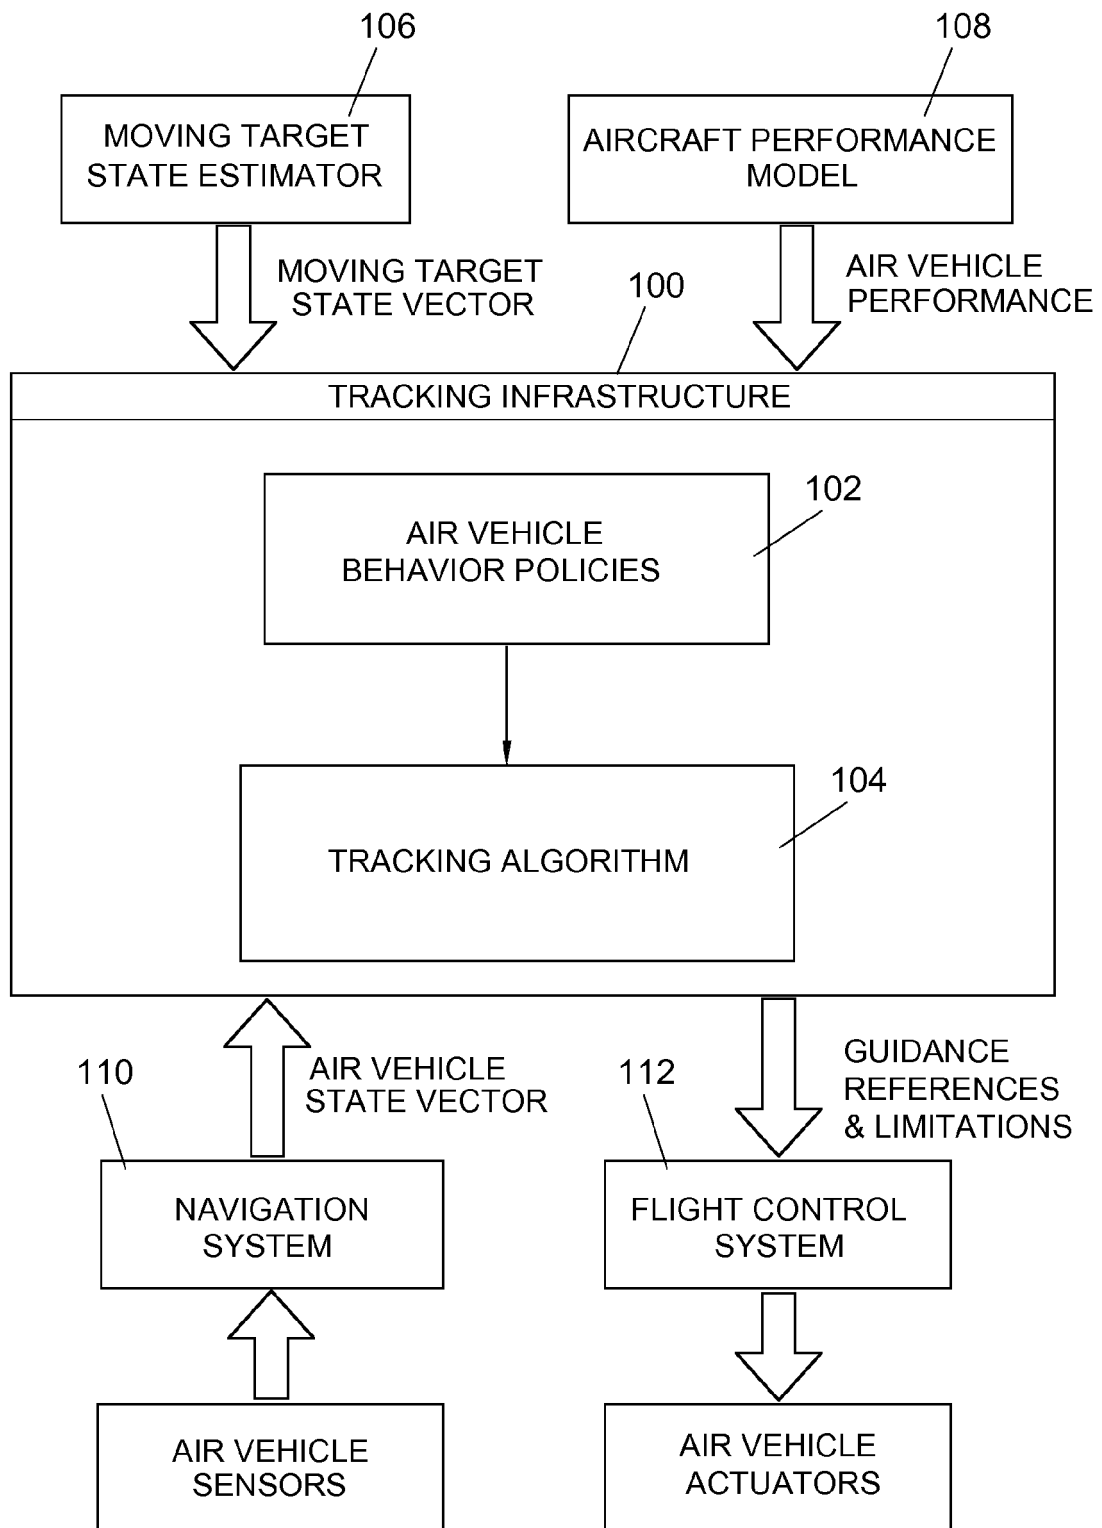 106
108
MOVING TARGET
STATE ESTIMATOR
AIRCRAFT PERFORMANCE
MODEL
MOVING TARGET
STATE VECTOR
100
AIR VEHICLE
PERFORMANCE
TRACKING INFRASTRUCTURE
102
AIR VEHICLE
BEHAVIOR POLICIES
104
TRACKING ALGORITHM
110
AIR VEHICLE
STATE VECTOR
112
GUIDANCE
REFERENCES
& LIMITATIONS
NAVIGATION
SYSTEM
FLIGHT CONTROL
SYSTEM
AIR VEHICLE
SENSORS
AIR VEHICLE
ACTUATORS